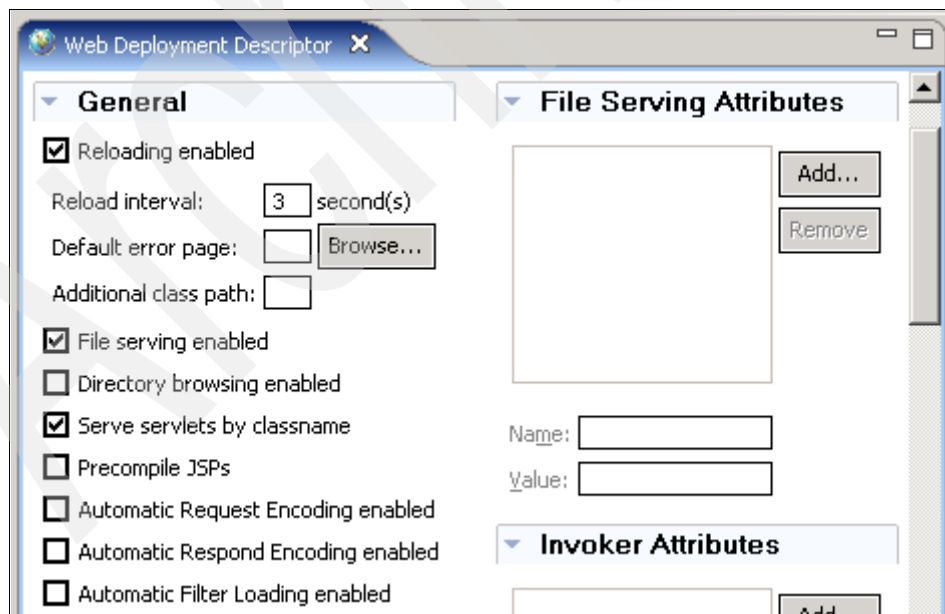 Web Deployment Descriptor
General
Reloading enabled
Reload interval: 3 second(s)
Default error page: Browse...
Additional class path:
File serving enabled
Directory browsing enabled
Serve servlets by classname
Precompile JSPs
Automatic Request Encoding enabled
Automatic Respond Encoding enabled
Automatic Filter Loading enabled
File Serving Attributes
Add...
Remove
Name:
Value:
Invoker Attributes
Add...